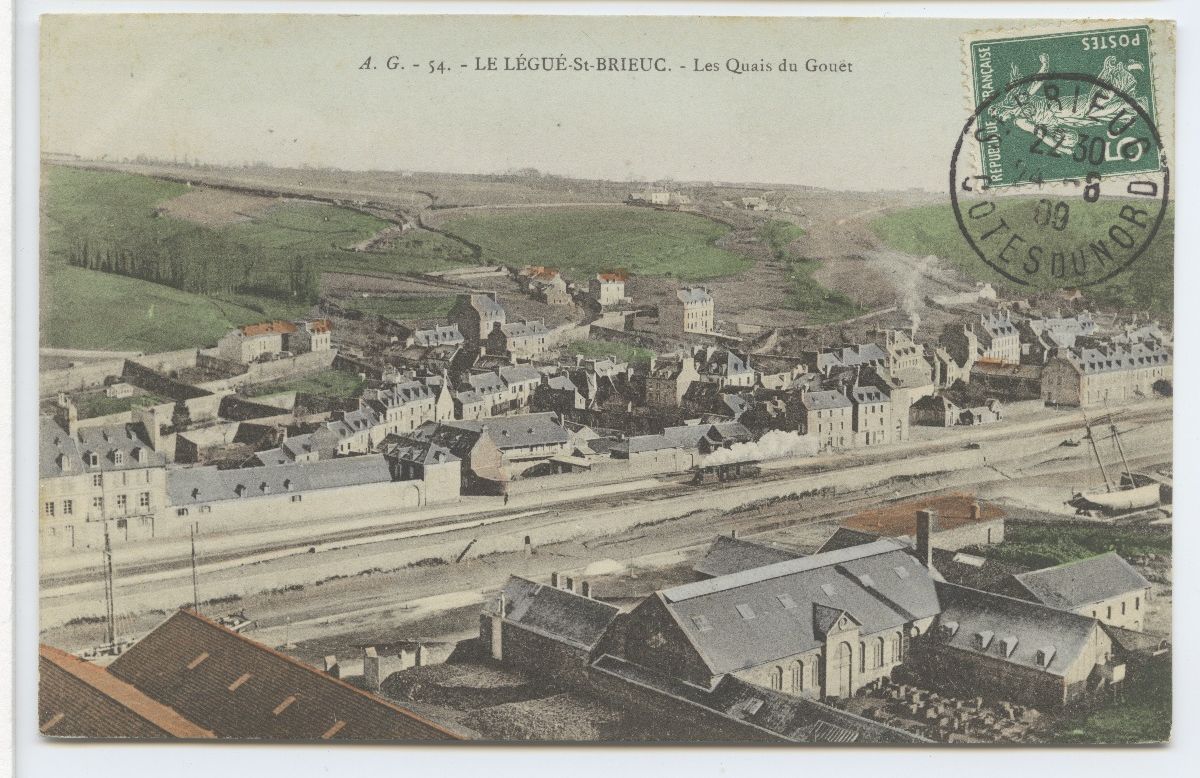 A. G. - 54. - LE LÉGUÉ-St-BRIEUC. - Les Quais du Gouët
RÉPUBLIQUE FRANÇAISE
POSTES
5c
St BRIEUC
22-30
09
COTES DU NORD